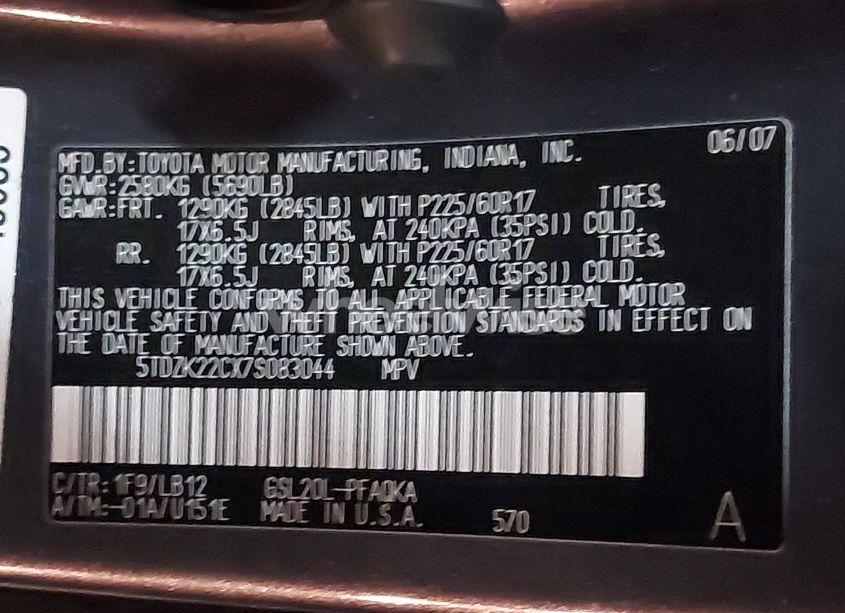 MFD. BY: TOYOTA MOTOR MANUFACTURING, INDIANA, INC. 06/07
GVWR: 2580KG (5690LB)
GAWR: FRT. 1290KG (2845LB) WITH P225/60R17 TIRES,
17X6.5J RIMS, AT 240KPA (35PSI) COLD.
RR. 1290KG (2845LB) WITH P225/60R17 TIRES,
17X6.5J RIMS, AT 240KPA (35PSI) COLD.
THIS VEHICLE CONFORMS TO ALL APPLICABLE FEDERAL MOTOR
VEHICLE SAFETY AND THEFT PREVENTION STANDARDS IN EFFECT ON
THE DATE OF MANUFACTURE SHOWN ABOVE.
5TDZK22CX7S083044 MPV
C/TR: 1F9/LB12 GSL20L-PFAQKA
A/TM: -01A/U151E MADE IN U.S.A. 570 A